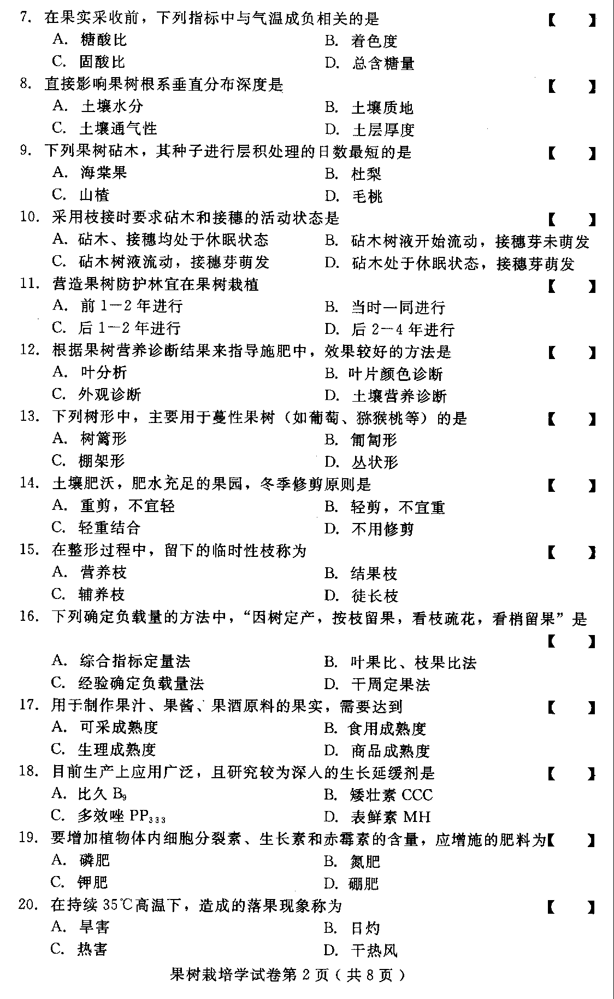 7. 在果实采收前，下列指标中与气温成负相关的是 【 】
A. 糖酸比 B. 着色度
C. 固酸比 D. 总含糖量
8. 直接影响果树根系垂直分布深度是 【 】
A. 土壤水分 B. 土壤质地
C. 土壤通气性 D. 土层厚度
9. 下列果树砧木，其种子进行层积处理的日数最短的是 【 】
A. 海棠果 B. 杜梨
C. 山楂 D. 毛桃
10. 采用枝接时要求砧木和接穗的活动状态是 【 】
A. 砧木、接穗均处于休眠状态 B. 砧木树液开始流动，接穗芽未萌发
C. 砧木树液流动，接穗芽萌发 D. 砧木处于休眠状态，接穗芽萌发
11. 营造果树防护林宜在果树栽植 【 】
A. 前1－2年进行 B. 当时一同进行
C. 后1－2年进行 D. 后2－4年进行
12. 根据果树营养诊断结果来指导施肥中，效果较好的方法是 【 】
A. 叶分析 B. 叶片颜色诊断
C. 外观诊断 D. 土壤营养诊断
13. 下列树形中，主要用于蔓性果树（如葡萄、猕猴桃等）的是 【 】
A. 树篱形 B. 匍匐形
C. 棚架形 D. 丛状形
14. 土壤肥沃，肥水充足的果园，冬季修剪原则是 【 】
A. 重剪，不宜轻 B. 轻剪，不宜重
C. 轻重结合 D. 不用修剪
15. 在整形过程中，留下的临时性枝称为 【 】
A. 营养枝 B. 结果枝
C. 辅养枝 D. 徒长枝
16. 下列确定负载量的方法中，“因树定产，按枝留果，看枝疏花，看梢留果”是
【 】
A. 综合指标定量法 B. 叶果比、枝果比法
C. 经验确定负载量法 D. 干周定果法
17. 用于制作果汁、果酱、果酒原料的果实，需要达到 【 】
A. 可采成熟度 B. 食用成熟度
C. 生理成熟度 D. 商品成熟度
18. 目前生产上应用广泛，且研究较为深入的生长延缓剂是 【 】
A. 比久 B₉ B. 矮壮素 CCC
C. 多效唑 PP₃₃₃ D. 表鲜素 MH
19. 要增加植物体内细胞分裂素、生长素和赤霉素的含量，应增施的肥料为【 】
A. 磷肥 B. 氮肥
C. 钾肥 D. 硼肥
20. 在持续35℃高温下，造成的落果现象称为 【 】
A. 旱害 B. 日灼
C. 热害 D. 干热风
果树栽培学试卷第 2 页（共 8 页）